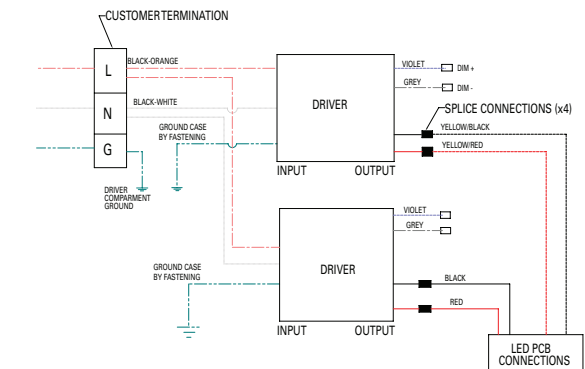 CUSTOMERTERMINATION
L
BLACK-ORANGE
N
BLACK-WHITE
G
GROUND CASE
BY FASTENING
DRIVER
COMPARMENT
GROUND
DRIVER
INPUT
OUTPUT
VIOLET
DIM +
GREY
DIM -
SPLICE CONNECTIONS (x4)
YELLOW/BLACK
YELLOW/RED
GROUND CASE
BY FASTENING
DRIVER
INPUT
OUTPUT
VIOLET
GREY
BLACK
RED
LED PCB
CONNECTIONS